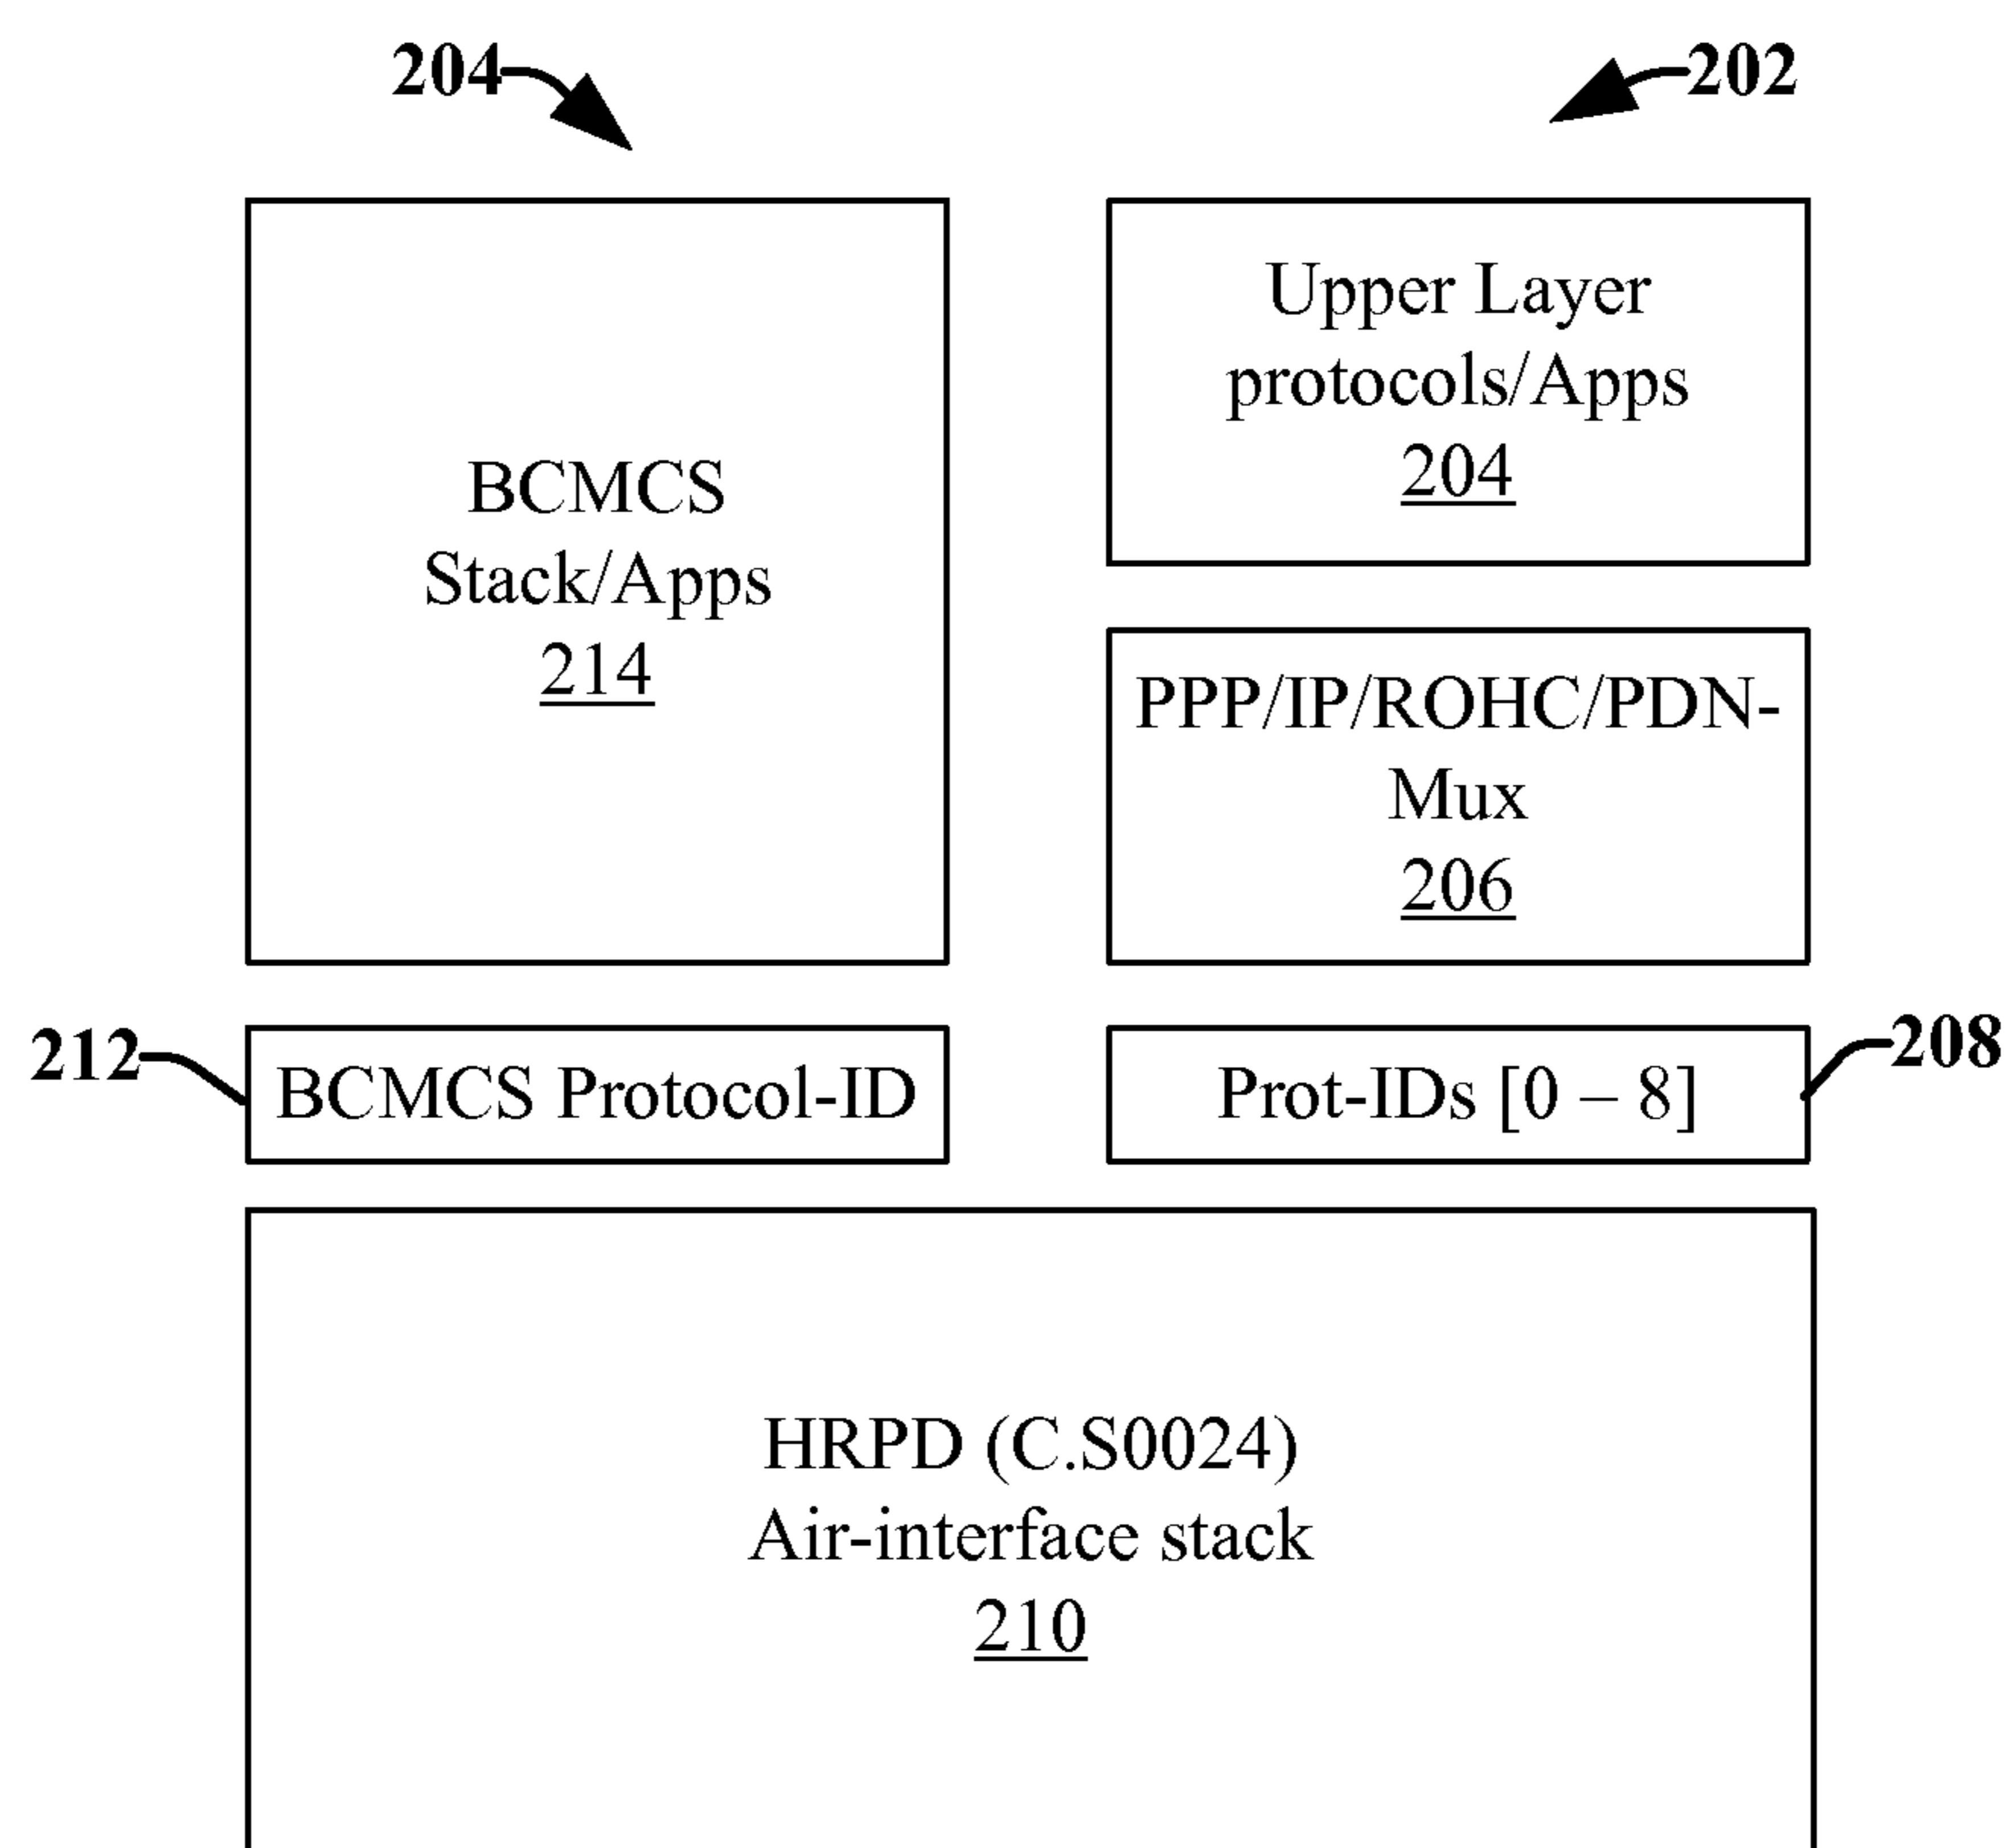 204
202
BCMCS
Stack/Apps
214
Upper Layer
protocols/Apps
204
PPP/IP/ROHC/PDN-
Mux
206
212
BCMCS Protocol-ID
Prot-IDs [0 – 8]
208
HRPD (C.S0024)
Air-interface stack
210